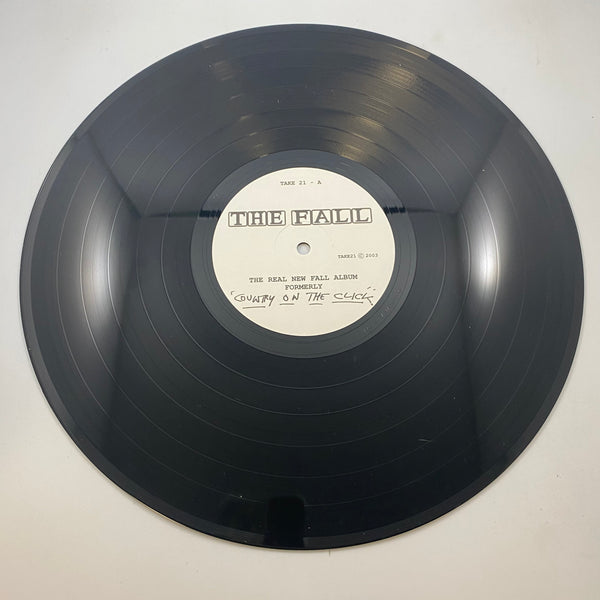 TAKE 21 - A
THE FALL
TAKE21 © 2003
THE REAL NEW FALL ALBUM
FORMERLY
"COUNTRY ON THE CLICK"